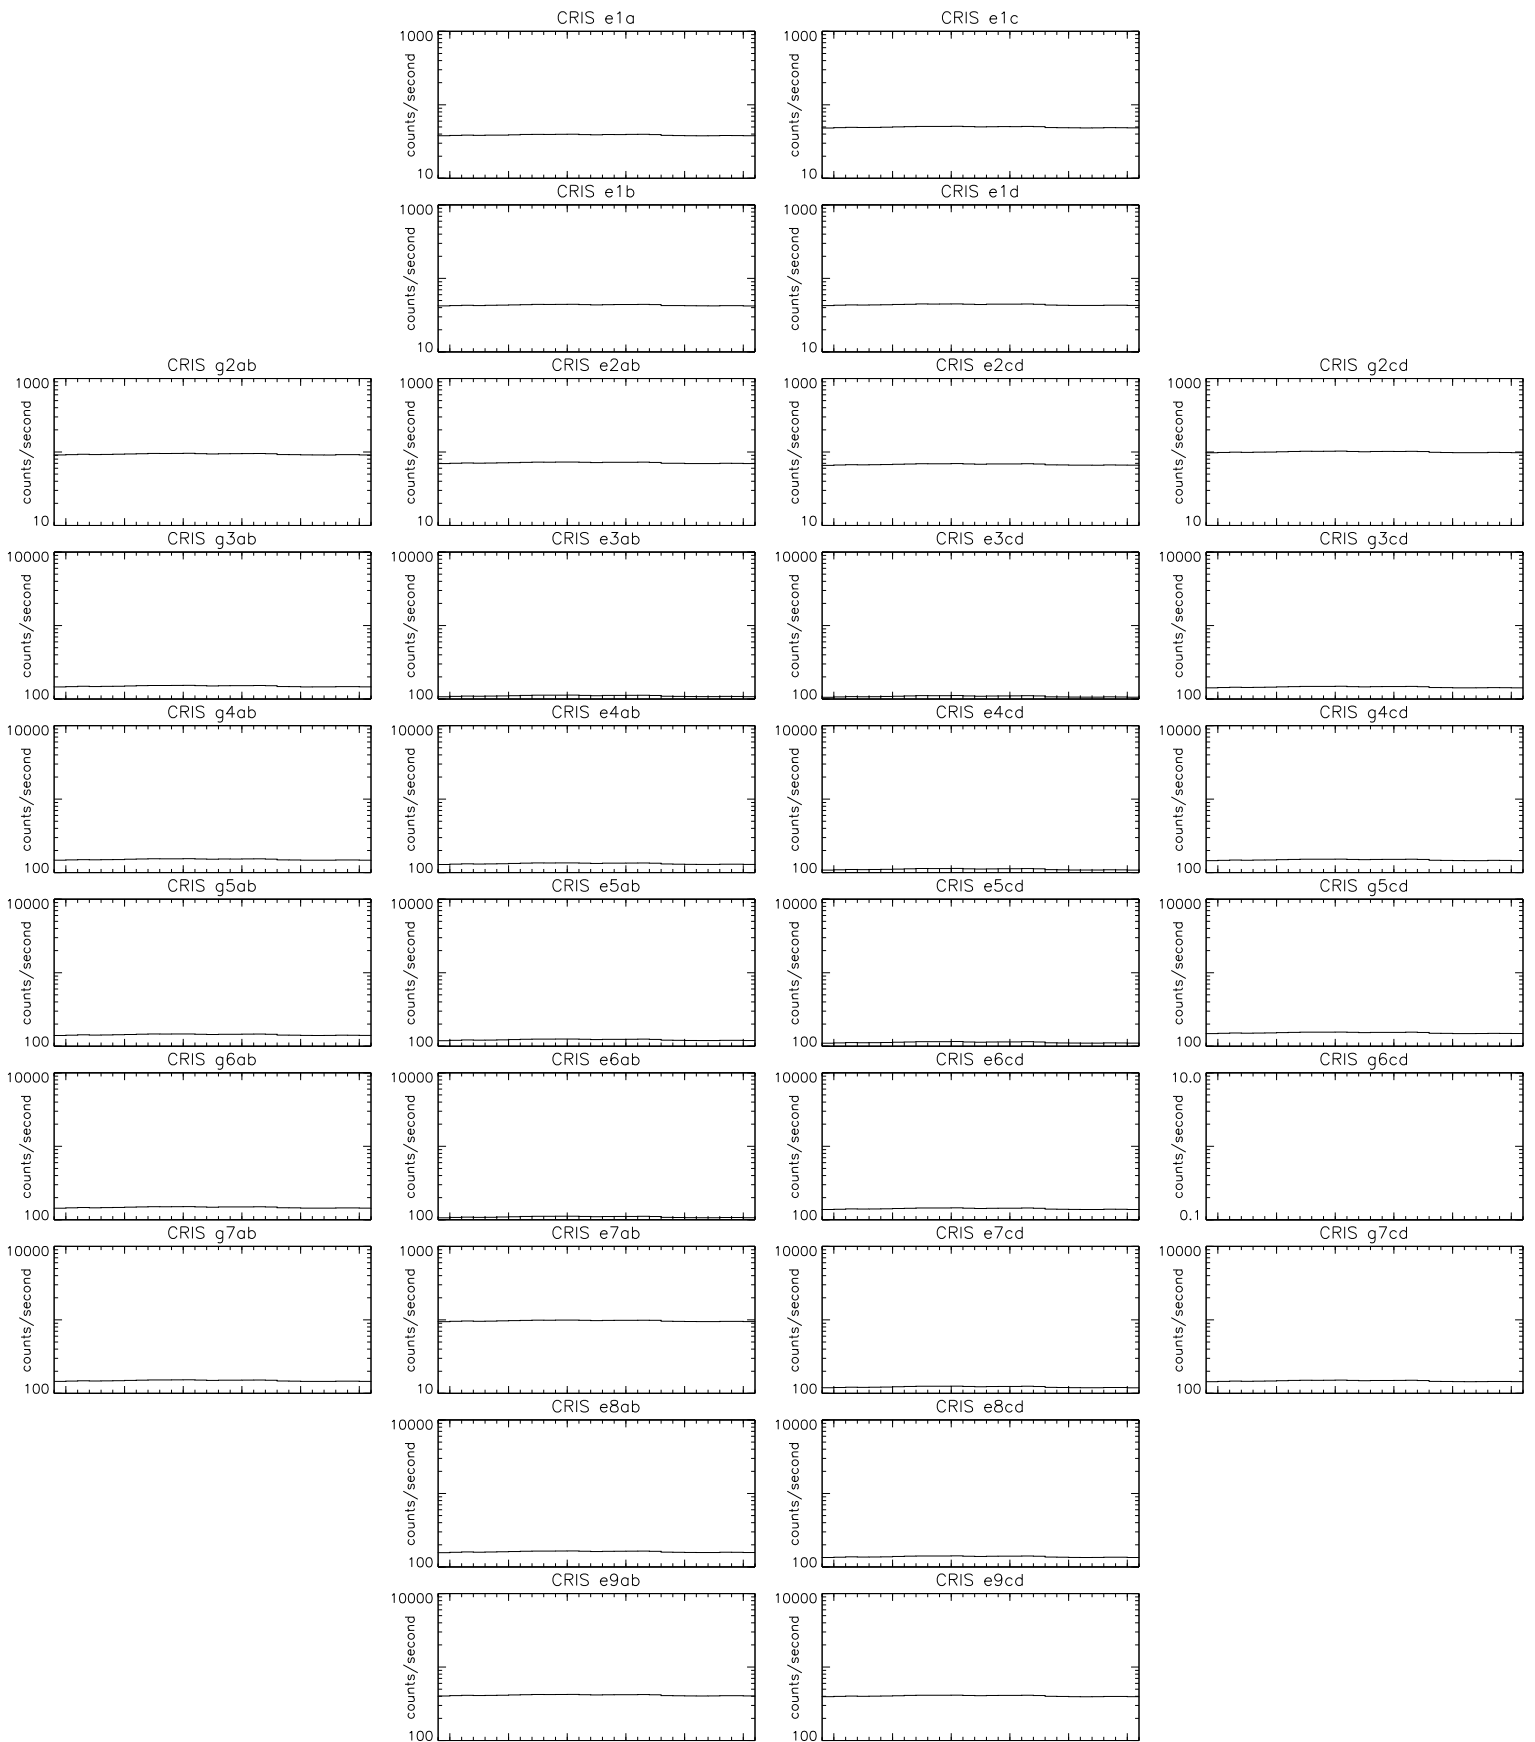 CRIS e1a
1000
counts/second
10
CRIS e1c
1000
counts/second
10
CRIS e1b
1000
counts/second
10
CRIS e1d
1000
counts/second
10
CRIS g2ab
1000
counts/second
10
CRIS e2ab
1000
counts/second
10
CRIS e2cd
1000
counts/second
10
CRIS g2cd
1000
counts/second
10
CRIS g3ab
10000
counts/second
100
CRIS e3ab
10000
counts/second
100
CRIS e3cd
10000
counts/second
100
CRIS g3cd
10000
counts/second
100
CRIS g4ab
10000
counts/second
100
CRIS e4ab
10000
counts/second
100
CRIS e4cd
10000
counts/second
100
CRIS g4cd
10000
counts/second
100
CRIS g5ab
10000
counts/second
100
CRIS e5ab
10000
counts/second
100
CRIS e5cd
10000
counts/second
100
CRIS g5cd
10000
counts/second
100
CRIS g6ab
10000
counts/second
100
CRIS e6ab
10000
counts/second
100
CRIS e6cd
10000
counts/second
100
CRIS g6cd
10.0
counts/second
0.1
CRIS g7ab
10000
counts/second
100
CRIS e7ab
1000
counts/second
10
CRIS e7cd
10000
counts/second
100
CRIS g7cd
10000
counts/second
100
CRIS e8ab
10000
counts/second
100
CRIS e8cd
10000
counts/second
100
CRIS e9ab
10000
counts/second
100
CRIS e9cd
10000
counts/second
100